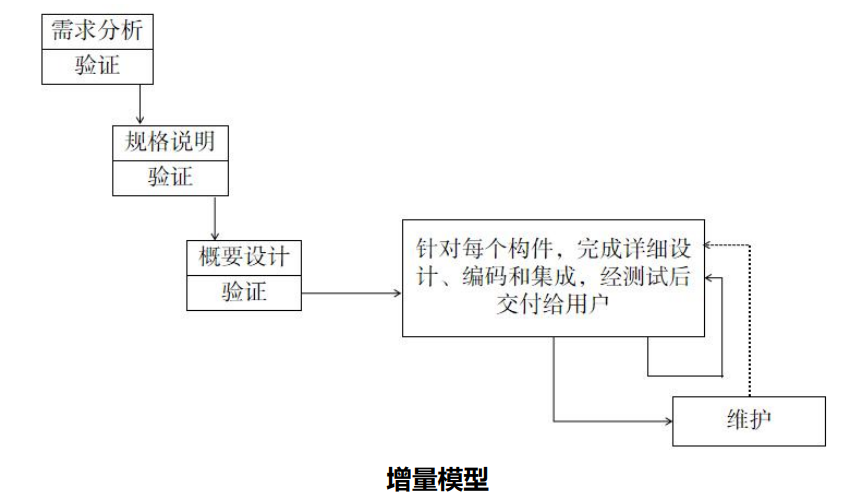 需求分析
验证
规格说明
验证
概要设计
验证
针对每个构件，完成详细设
计、编码和集成，经测试后
交付给用户
维护
增量模型